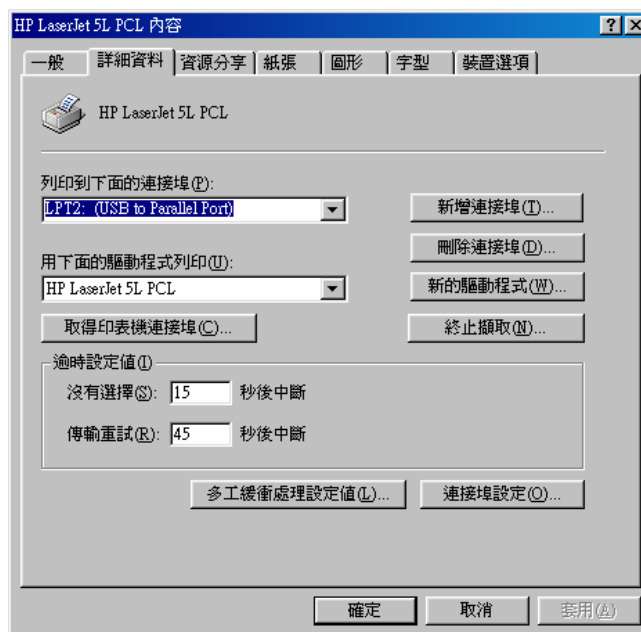 HP LaserJet 5L PCL 內容
一般 詳細資料 資源分享 紙張 圖形 字型 裝置選項
HP LaserJet 5L PCL
列印到下面的連接埠(P):
LPT2: (USB to Parallel Port)
新增連接埠(T)...
刪除連接埠(D)...
用下面的驅動程式列印(U):
HP LaserJet 5L PCL
新的驅動程式(W)...
取得印表機連接埠(C)...
終止擷取(N)...
逾時設定值(I)
沒有選擇(S): 15 秒後中斷
傳輸重試(R): 45 秒後中斷
多工緩衝處理設定值(L)...
連接埠設定(O)...
確定
取消
套用(A)